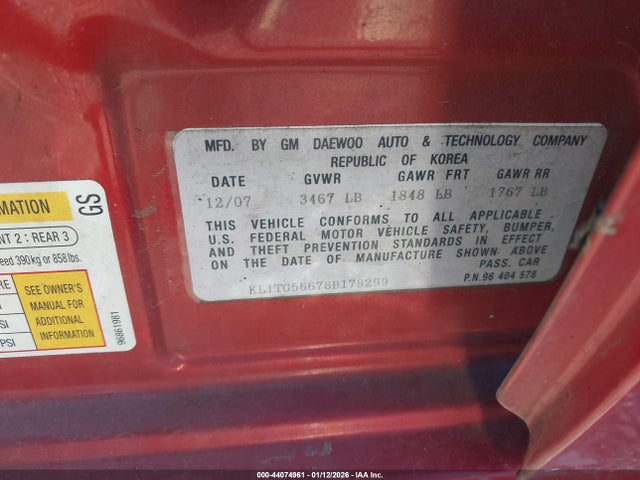 MFD. BY GM DAEWOO AUTO & TECHNOLOGY COMPANY
REPUBLIC OF KOREA
DATE GVWR GAWR FRT GAWR RR
12/07 3467 LB 1848 LB 1767 LB
THIS VEHICLE CONFORMS TO ALL APPLICABLE
U.S. FEDERAL MOTOR VEHICLE SAFETY, BUMPER,
AND THEFT PREVENTION STANDARDS IN EFFECT
ON THE DATE OF MANUFACTURE SHOWN ABOVE
PASS. CAR
KL1TG56678B178299 P.N.96 404 578
MATION
GS
NT 2 : REAR 3
eed 390kg or 858lbs.
RE SEE OWNER'S
MANUAL FOR
SI ADDITIONAL
PSI INFORMATION
96861981
000-44074961 | 01/12/2026 - IAA Inc.